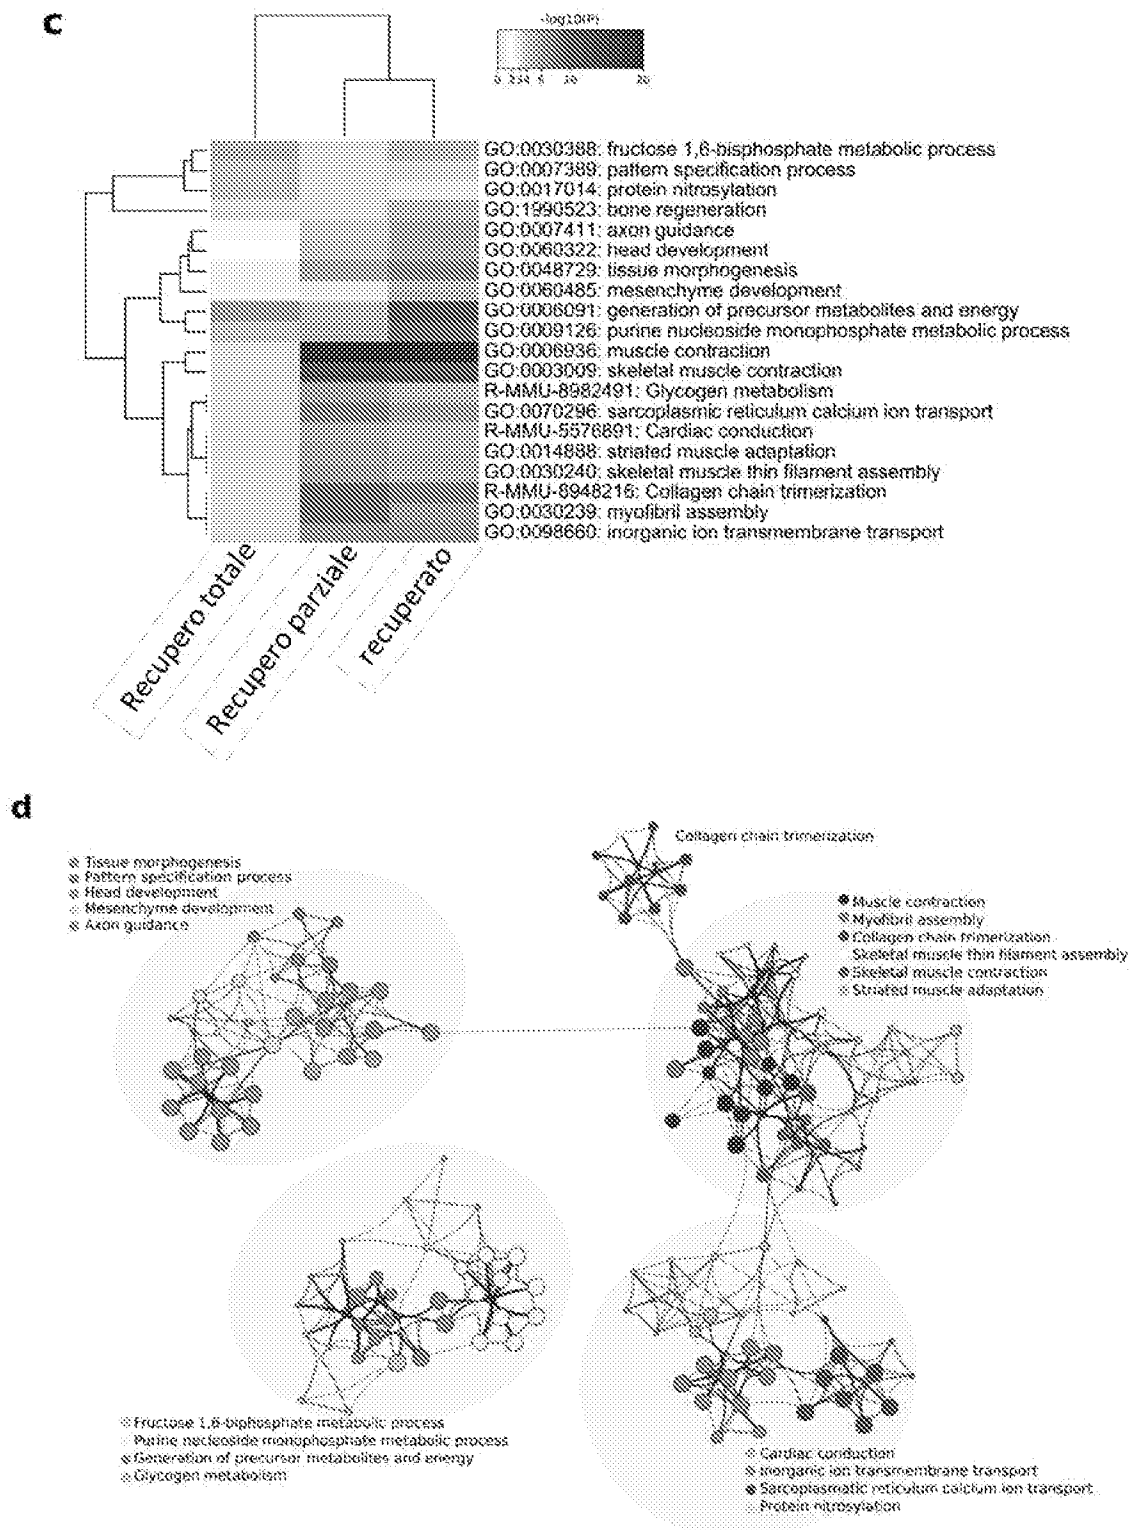 c
-log10(P)
0 2 3 4 6 10 20
GO:0030388: fructose 1,6-bisphosphate metabolic process
GO:0007389: pattern specification process
GO:0017014: protein nitrosylation
GO:1990523: bone regeneration
GO:0007411: axon guidance
GO:0060322: head development
GO:0048729: tissue morphogenesis
GO:0060485: mesenchyme development
GO:0006091: generation of precursor metabolites and energy
GO:0009126: purine nucleoside monophosphate metabolic process
GO:0006936: muscle contraction
GO:0003009: skeletal muscle contraction
R-MMU-8982491: Glycogen metabolism
GO:0070296: sarcoplasmic reticulum calcium ion transport
R-MMU-5576891: Cardiac conduction
GO:0014888: striated muscle adaptation
GO:0030240: skeletal muscle thin filament assembly
R-MMU-8948216: Collagen chain trimerization
GO:0030239: myofibril assembly
GO:0098660: inorganic ion transmembrane transport
Recupero totale
Recupero parziale
recuperato
d
Tissue morphogenesis
Pattern specification process
Head development
Mesenchyme development
Axon guidance
Collagen chain trimerization
Muscle contraction
Myofibril assembly
Collagen chain trimerization
Skeletal muscle thin filament assembly
Skeletal muscle contraction
Striated muscle adaptation
Fructose 1,6-biphosphate metabolic process
Purine nucleoside monophosphate metabolic process
Generation of precursor metabolites and energy
Glycogen metabolism
Cardiac conduction
Inorganic ion transmembrane transport
Sarcoplasmatic reticulum calcium ion transport
Protein nitrosylation